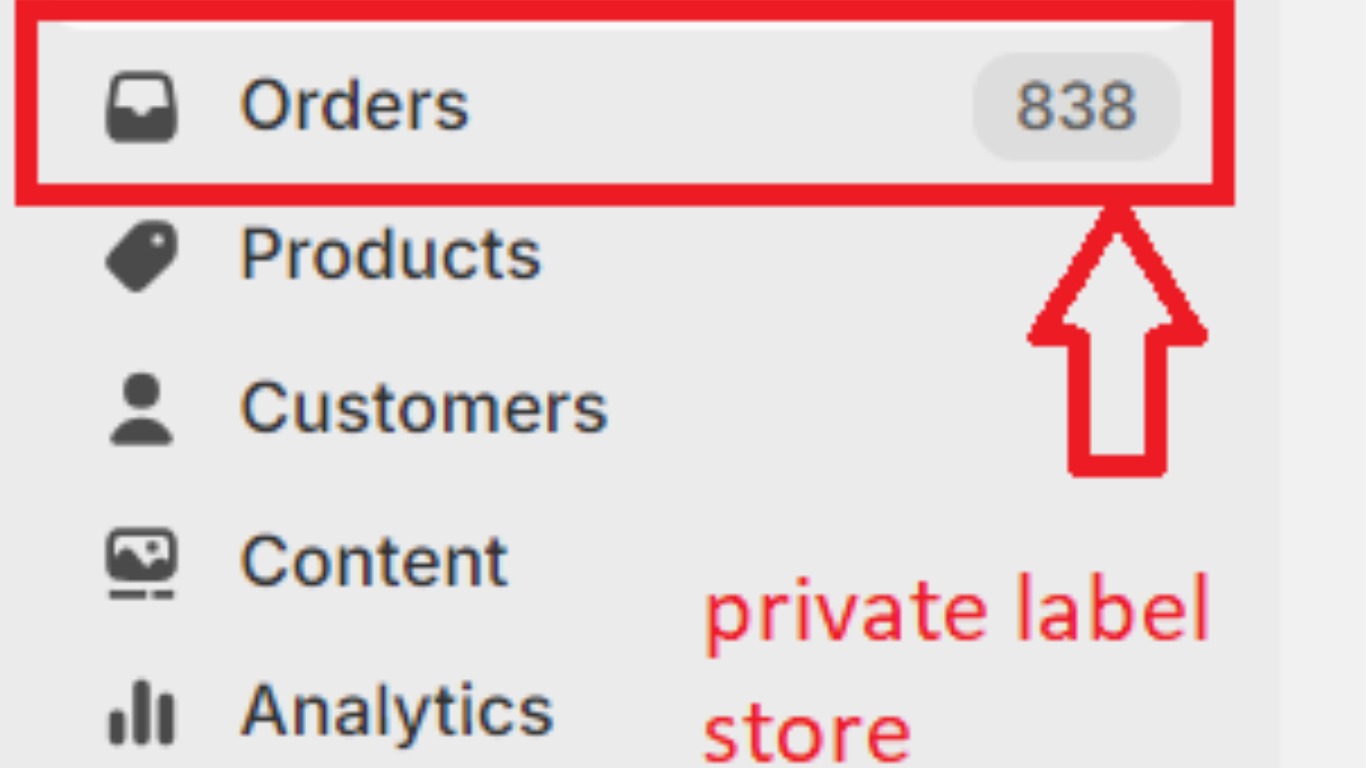 Orders 838
Products
Customers
Content
Analytics
private label
store